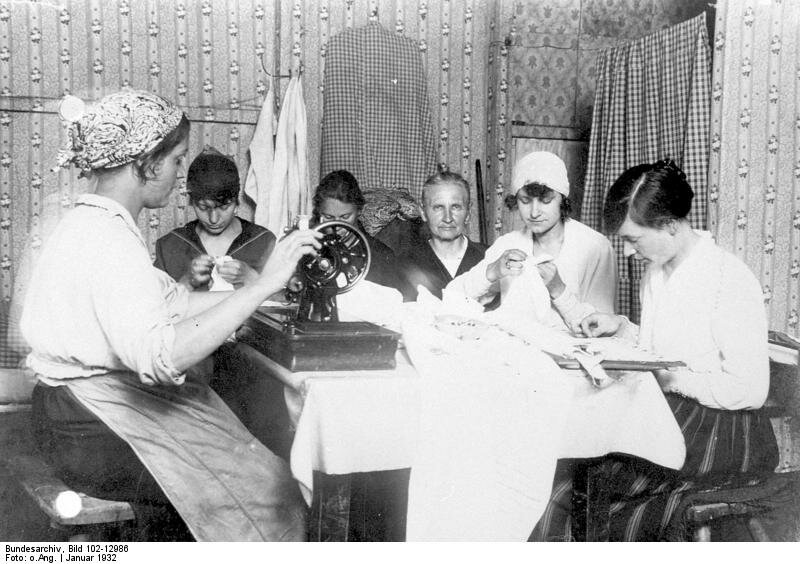 Bundesarchiv, Bild 102-12986
Foto: o.Ang. | Januar 1932